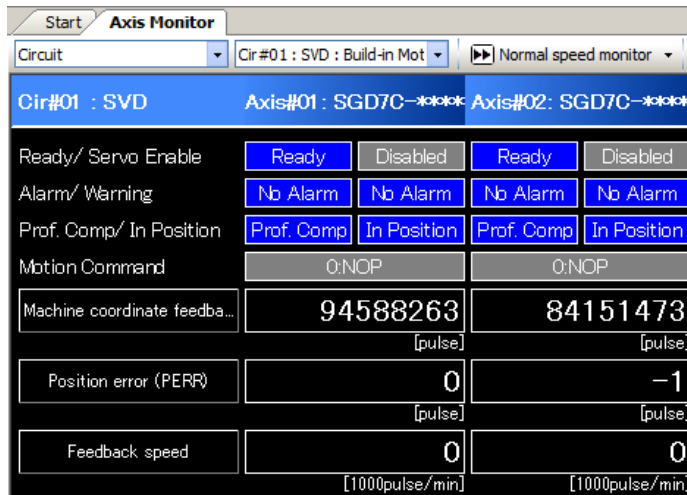 Start Axis Monitor
Circuit Cir#01 : SVD : Build-in Mot Normal speed monitor
Cir#01 : SVD Axis#01 : SGD7C-**** Axis#02: SGD7C-****
Ready/ Servo Enable Ready Disabled Ready Disabled
Alarm/ Warning No Alarm No Alarm No Alarm No Alarm
Prof. Comp/ In Position Prof. Comp In Position Prof. Comp In Position
Motion Command 0:NOP 0:NOP
Machine coordinate feedba... 94588263 84151473
[pulse] [pulse]
Position error (PERR) 0 -1
[pulse] [pulse]
Feedback speed 0 0
[1000pulse/min] [1000pulse/min]